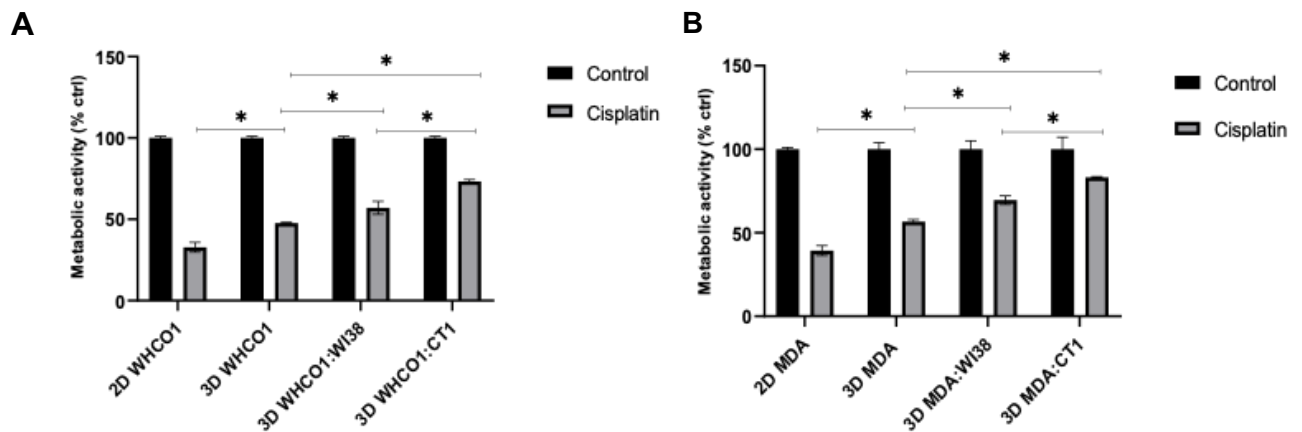 A
Metabolic activity (% ctrl)
150
100
50
0
*
*
*
*
Control
Cisplatin
2D WHCO1
3D WHCO1
3D WHCO1:WI38
3D WHCO1:CT1
B
Metabolic activity (% ctrl)
150
100
50
0
*
*
*
*
Control
Cisplatin
2D MDA
3D MDA
3D MDA:WI38
3D MDA:CT1